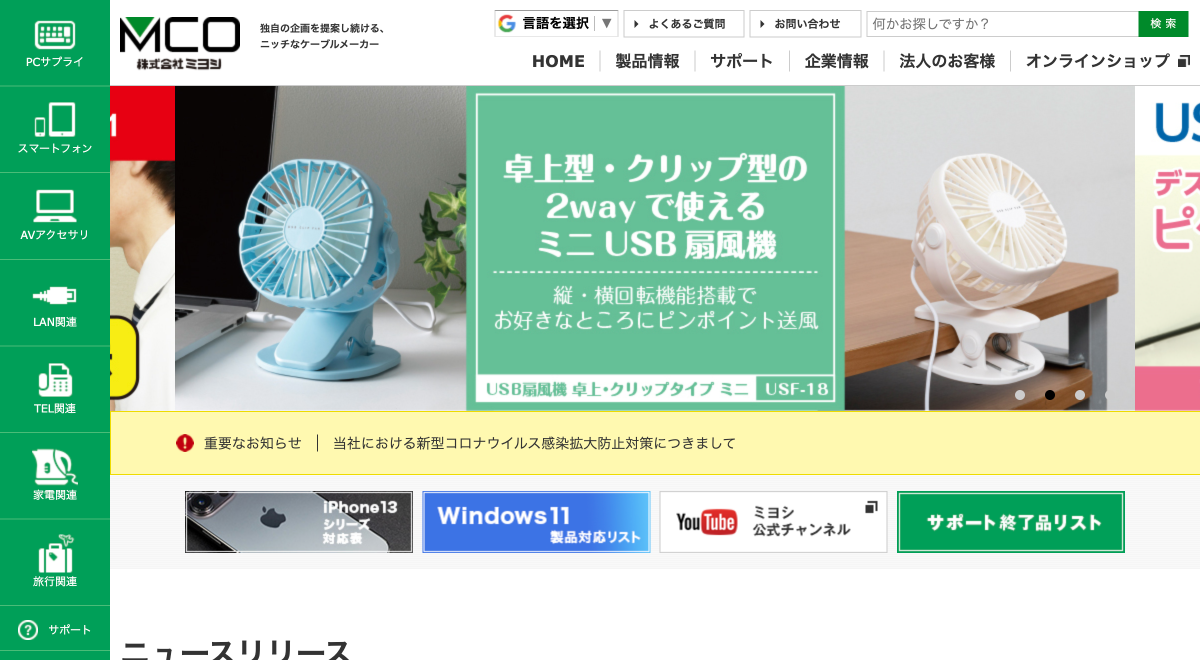 PCサプライ
スマートフォン
AVアクセサリ
LAN関連
TEL関連
家電関連
旅行関連
サポート
MCO
株式会社ミヨシ
独自の企画を提案し続ける、
ニッチなケーブルメーカー
言語を選択 ▼
よくあるご質問
お問い合わせ
何かお探しですか？
検索
HOME
製品情報
サポート
企業情報
法人のお客様
オンラインショップ
卓上型・クリップ型の
2wayで使える
ミニUSB扇風機
縦・横回転機能搭載で
お好きなところにピンポイント送風
USB扇風機 卓上・クリップタイプ ミニ USF-18
デス
重要なお知らせ
当社における新型コロナウイルス感染拡大防止対策につきまして
iPhone13
シリーズ
対応表
Windows11
製品対応リスト
YouTube
ミヨシ
公式チャンネル
サポート終了品リスト
ニュースリリース